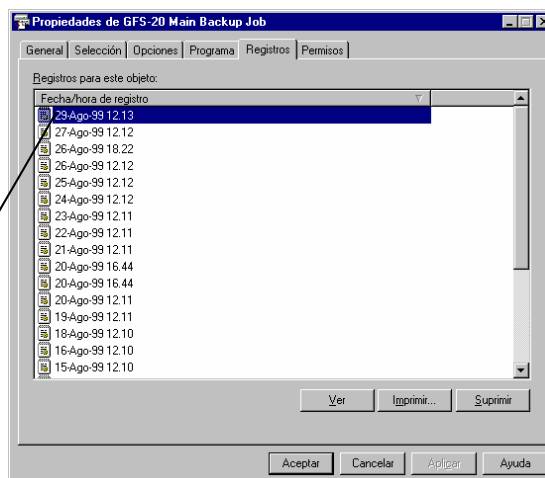 Propiedades de GFS-20 Main Backup Job
General Selección Opciones Programa Registros Permisos
Registros para este objeto:
Fecha/hora de registro
29-Ago-99 12.13
27-Ago-99 12.12
26-Ago-99 18.22
26-Ago-99 12.12
25-Ago-99 12.12
24-Ago-99 12.12
23-Ago-99 12.11
22-Ago-99 12.11
21-Ago-99 12.11
20-Ago-99 16.44
20-Ago-99 16.44
20-Ago-99 12.11
19-Ago-99 12.11
18-Ago-99 12.10
16-Ago-99 12.10
15-Ago-99 12.10
Ver Imprimir... Suprimir
Aceptar Cancelar Aplicar Ayuda